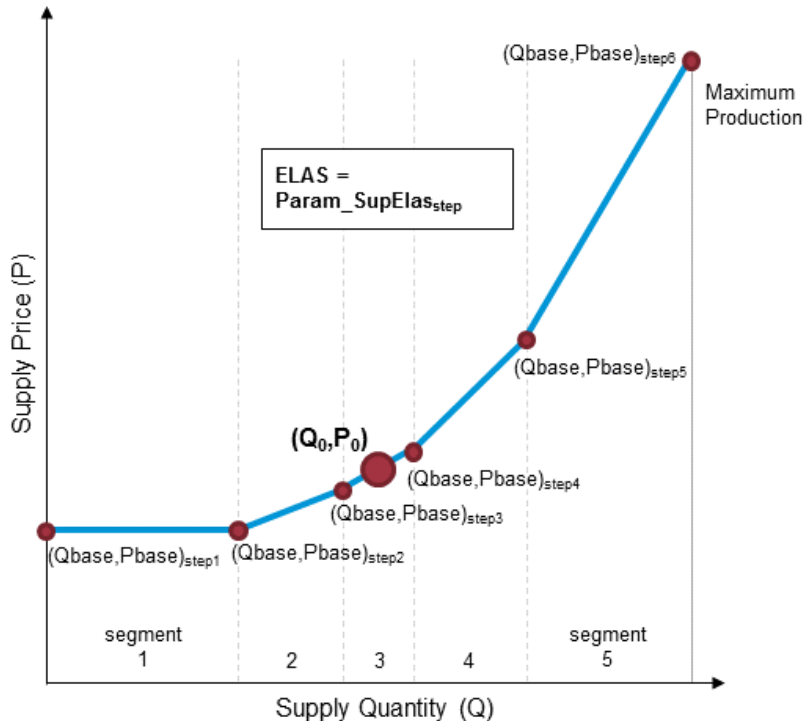 (Qbase,Pbase)step6
Maximum
Production
ELAS =
Param_SupElasstep
Supply Price (P)
(Qbase,Pbase)step5
(Q0,P0)
(Qbase,Pbase)step4
(Qbase,Pbase)step3
(Qbase,Pbase)step1
(Qbase,Pbase)step2
segment
1
2
3
4
segment
5
Supply Quantity (Q)